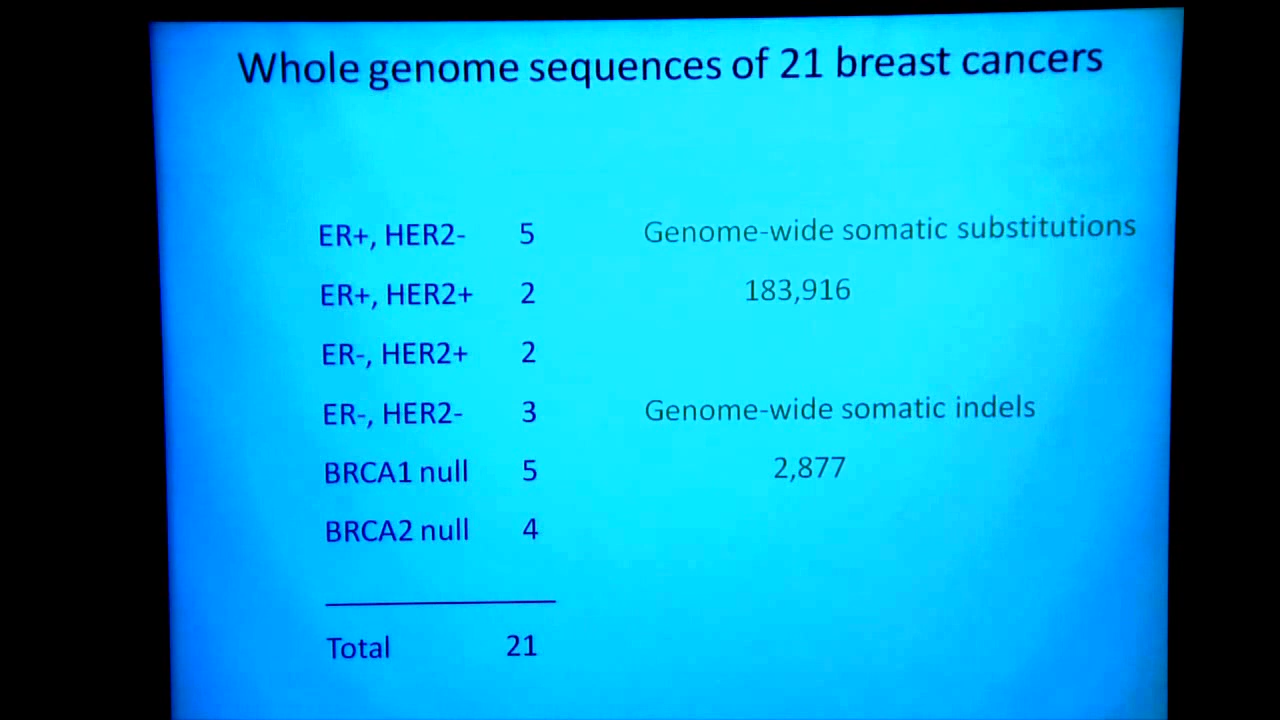 Whole genome sequences of 21 breast cancers
ER+, HER2- 5
ER+, HER2+ 2
ER-, HER2+ 2
ER-, HER2- 3
BRCA1 null 5
BRCA2 null 4
Total 21
Genome-wide somatic substitutions
183,916
Genome-wide somatic indels
2,877